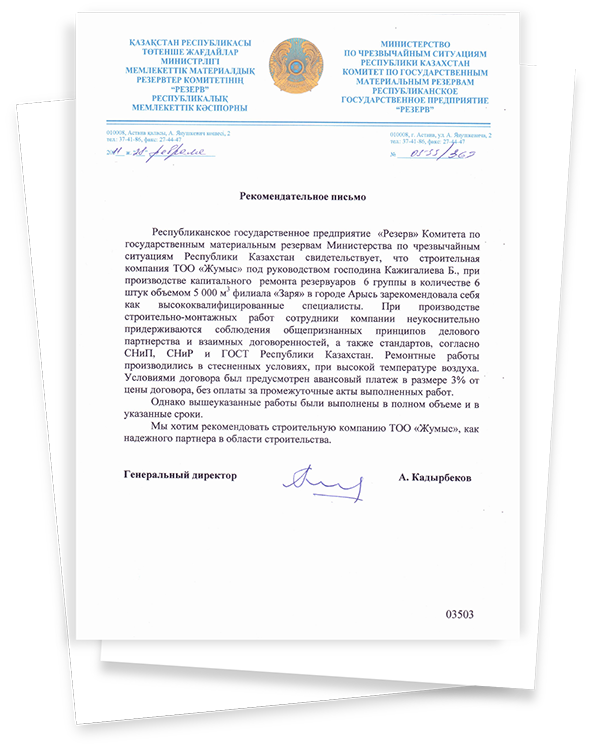 ҚАЗАҚСТАН РЕСПУБЛИКАСЫ
ТӨТЕНШЕ ЖАҒДАЙЛАР
МИНИСТРЛІГІ
МЕМЛЕКЕТТІК МАТЕРИАЛДЫҚ
РЕЗЕРВТЕР КОМИТЕТІНІҢ
“РЕЗЕРВ”
РЕСПУБЛИКАЛЫҚ
МЕМЛЕКЕТТІК КӘСПОРНЫ
МИНИСТЕРСТВО
ПО ЧРЕЗВЫЧАЙНЫМ СИТУАЦИЯМ
РЕСПУБЛИКИ КАЗАХСТАН
КОМИТЕТ ПО ГОСУДАРСТВЕННЫМ
МАТЕРИАЛЬНЫМ РЕЗЕРВАМ
РЕСПУБЛИКАНСКОЕ
ГОСУДАРСТВЕННОЕ ПРЕДПРИЯТИЕ
“РЕЗЕРВ”
010008, Астана қаласы, А. Янушкевич көшесі, 2
тел: 37-41-86, факс: 27-44-47
010008, г. Астана, ул. А. Янушкевича, 2
тел: 37-41-86, факс: 27-44-47
февраля
№
Рекомендательное письмо
Республиканское государственное предприятие «Резерв» Комитета по
государственным материальным резервам Министерства по чрезвычайным
ситуациям Республики Казахстан свидетельствует, что строительная
компания ТОО «Жумыс» под руководством господина Кажигалиева Б., при
производстве капитального ремонта резервуаров 6 группы в количестве 6
штук объемом 5 000 м³ филиала «Заря» в городе Арысь зарекомендовала себя
как высококвалифицированные специалисты. При производстве
строительно-монтажных работ сотрудники компании неукоснительно
придерживаются соблюдения общепризнанных принципов делового
партнерства и взаимных договоренностей, а также стандартов, согласно
СНиП, СНиР и ГОСТ Республики Казахстан. Ремонтные работы
производились в стесненных условиях, при высокой температуре воздуха.
Условиями договора был предусмотрен авансовый платеж в размере 3% от
цены договора, без оплаты за промежуточные акты выполненных работ.
Однако вышеуказанные работы были выполнены в полном объеме и в
указанные сроки.
Мы хотим рекомендовать строительную компанию ТОО «Жумыс», как
надежного партнера в области строительства.
Генеральный директор
А. Кадырбеков
03503